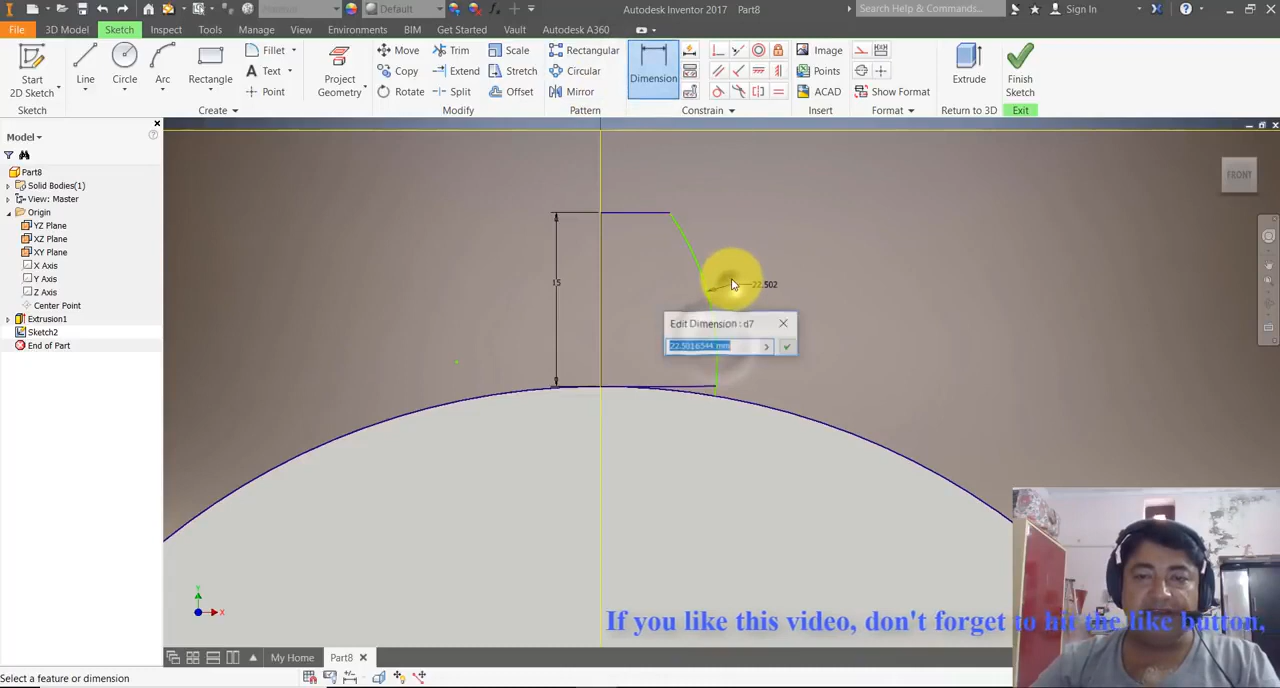 Material
Default
Autodesk Inventor 2017 Part8
Search Help & Commands...
Sign In
File 3D Model Sketch Inspect Tools Manage View Environments BIM Get Started Vault Autodesk A360
Start
2D Sketch
Sketch
Line
Circle
Arc
Rectangle
Fillet
Text
Point
Create
Project
Geometry
Move
Copy
Rotate
Trim
Extend
Split
Scale
Stretch
Offset
Modify
Rectangular
Circular
Mirror
Pattern
Dimension
Constrain
Image
Points
ACAD
Insert
Show Format
Format
Extrude
Return to 3D
Finish
Sketch
Exit
Model
Part8
Solid Bodies(1)
View: Master
Origin
YZ Plane
XZ Plane
XY Plane
X Axis
Y Axis
Z Axis
Center Point
Extrusion1
Sketch2
End of Part
FRONT
15
22.502
Edit Dimension : d7
22.5016544 mm
Y
X
If you like this video, don't forget to hit the like button,
My Home Part8
Select a feature or dimension